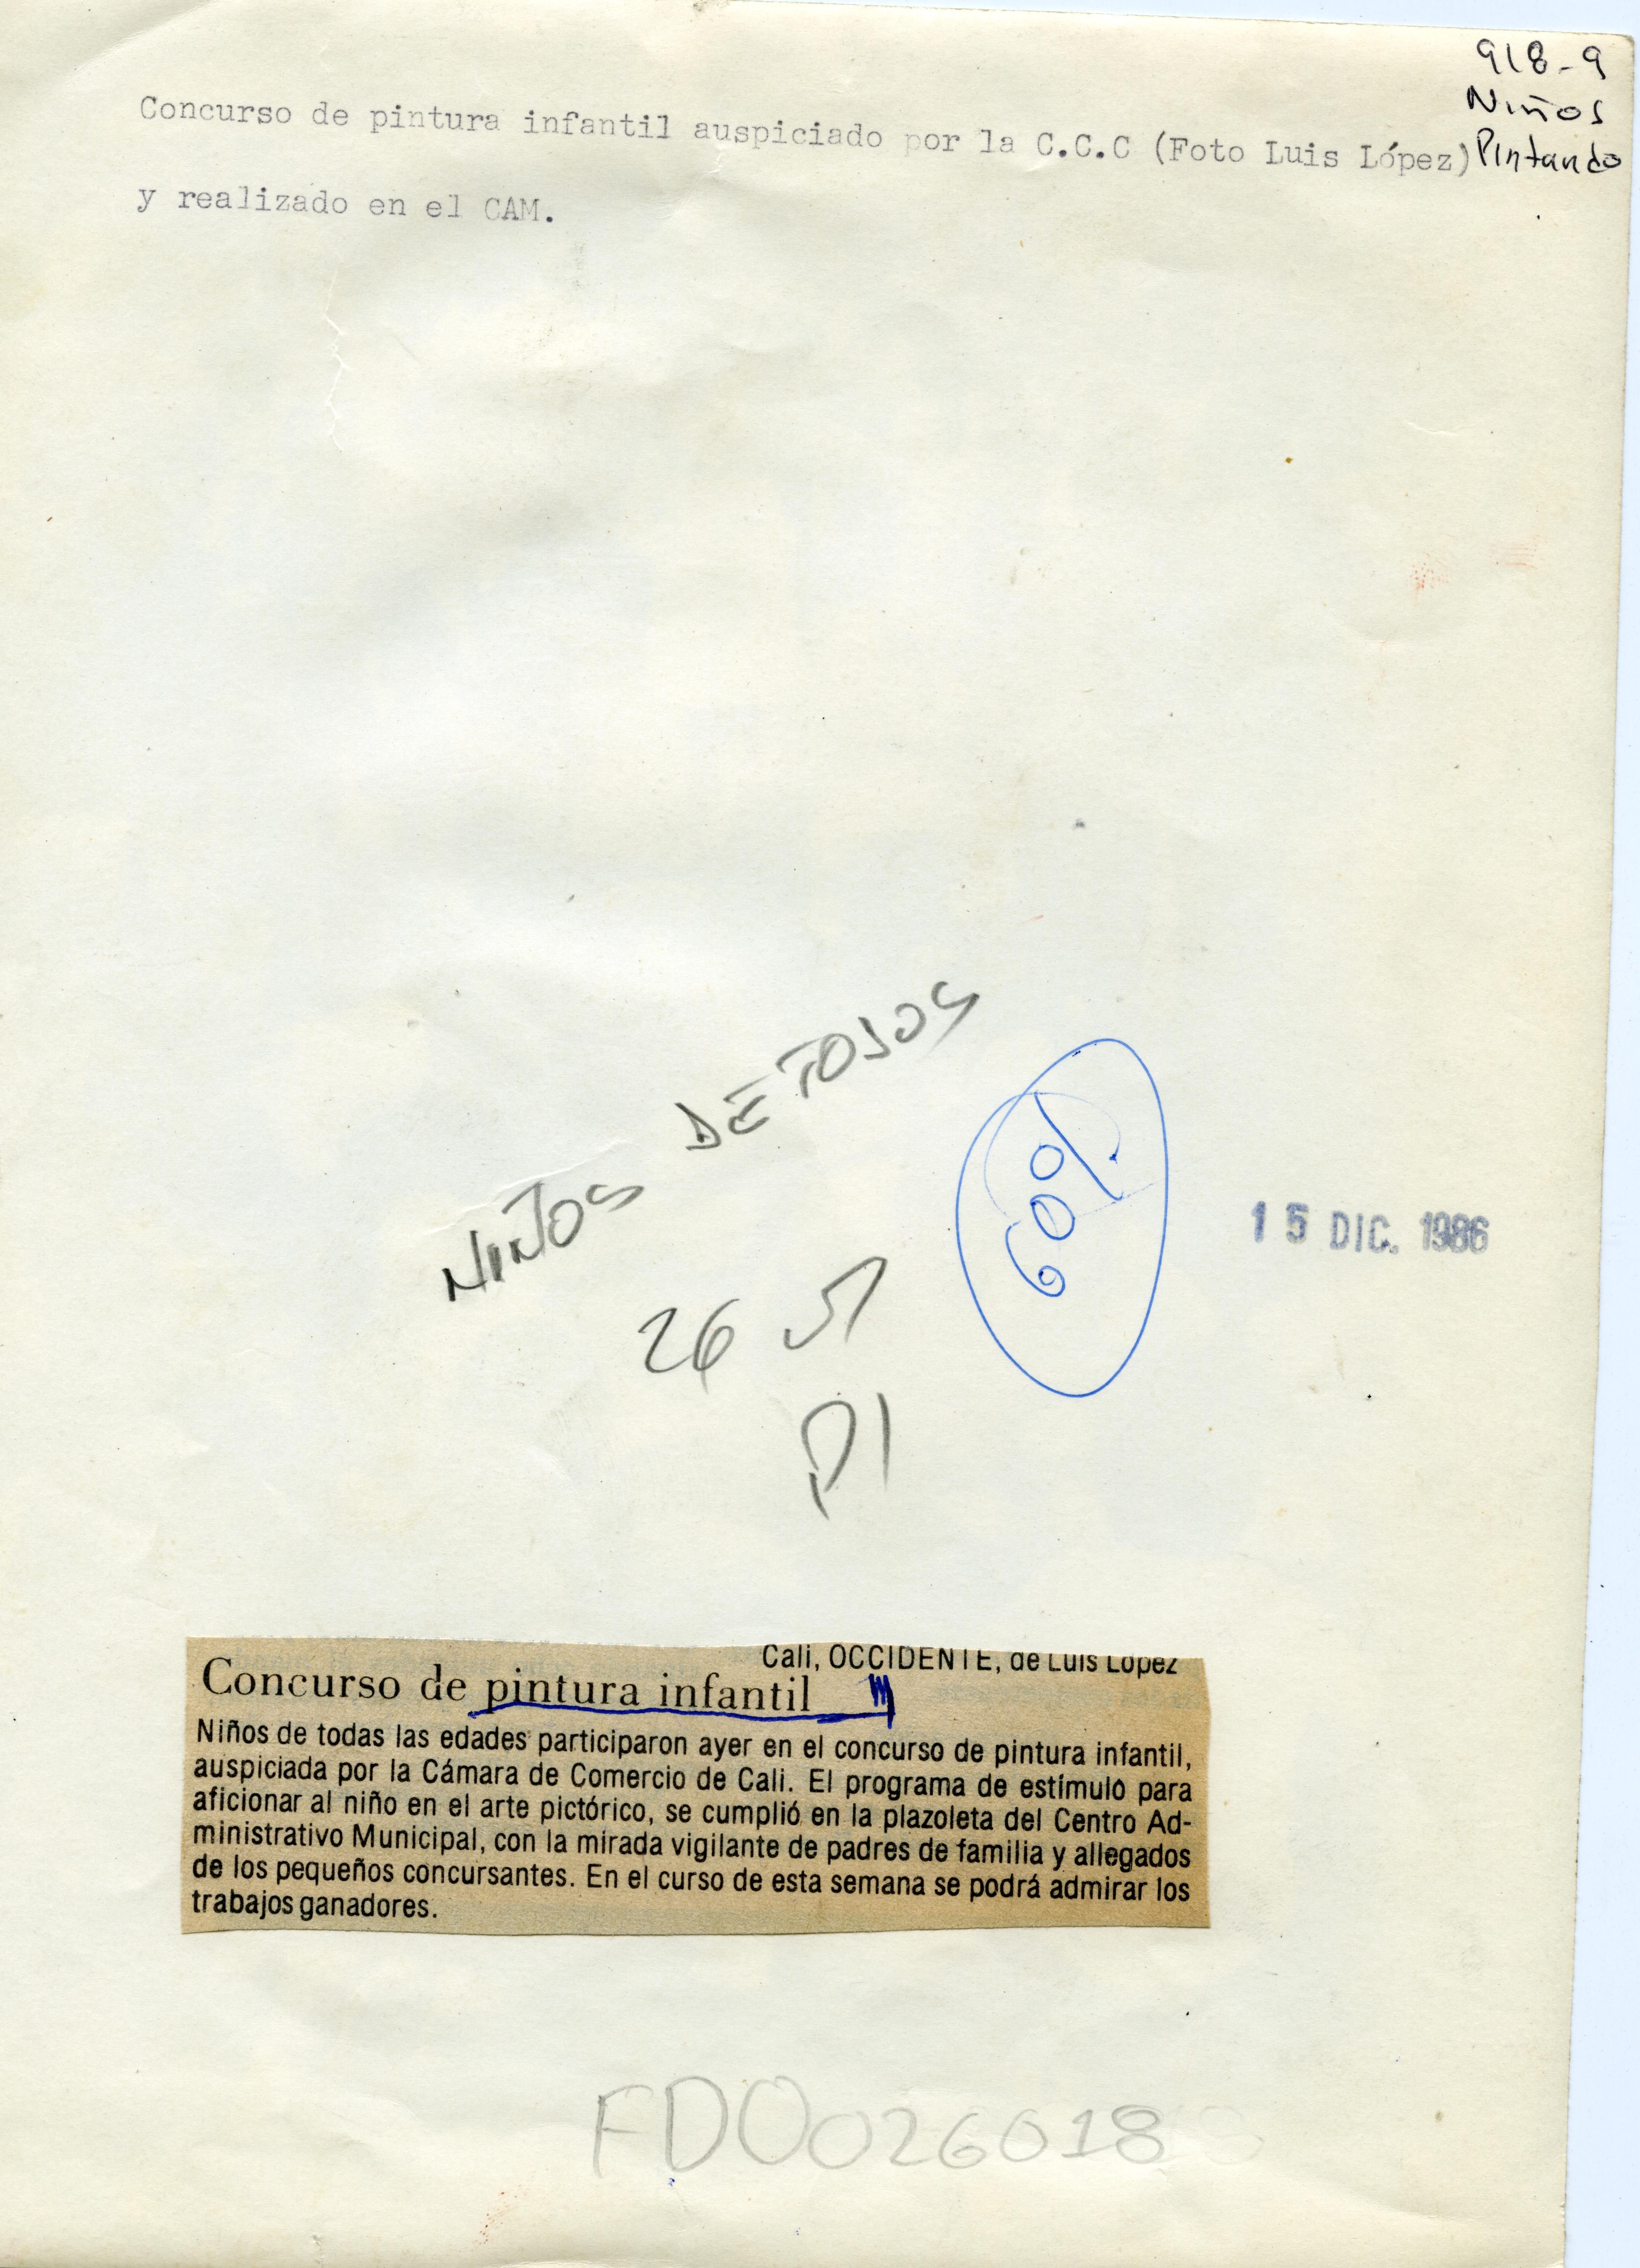 918-9
Niños
Pintando
Concurso de pintura infantil auspiciado por la C.C.C (Foto Luis López)
y realizado en el CAM.
NIÑOS DE TODOS
60%
15 DIC. 1986
26
PI
Cali, OCCIDENTE, de Luis López
Concurso de pintura infantil
Niños de todas las edades participaron ayer en el concurso de pintura infantil,
auspiciada por la Cámara de Comercio de Cali. El programa de estímulo para
aficionar al niño en el arte pictórico, se cumplió en la plazoleta del Centro Ad-
ministrativo Municipal, con la mirada vigilante de padres de familia y allegados
de los pequeños concursantes. En el curso de esta semana se podrá admirar los
trabajos ganadores.
FDO026018